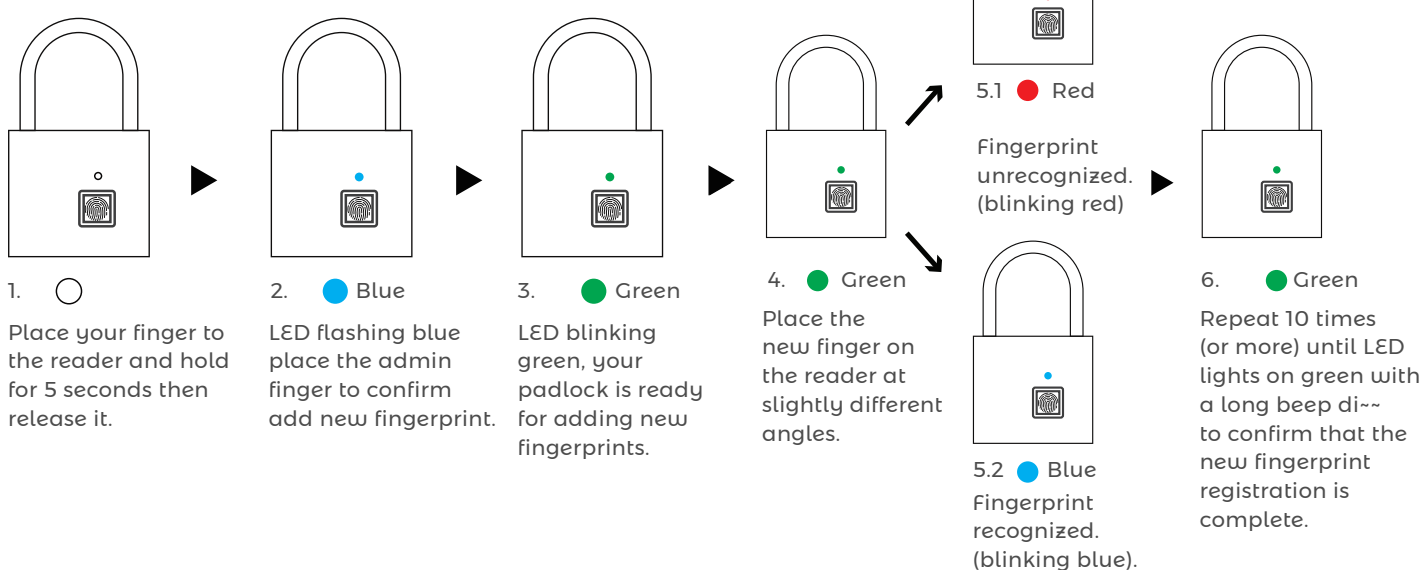 1.
Place your finger to
the reader and hold
for 5 seconds then
release it.
2. Blue
LED flashing blue
place the admin
finger to confirm
add new fingerprint.
3. Green
LED blinking
green, your
padlock is ready
for adding new
fingerprints.
4. Green
Place the
new finger on
the reader at
slightly different
angles.
5.1 Red
Fingerprint
unrecognized.
(blinking red)
5.2 Blue
Fingerprint
recognized.
(blinking blue).
6. Green
Repeat 10 times
(or more) until LED
lights on green with
a long beep di~~
to confirm that the
new fingerprint
registration is
complete.